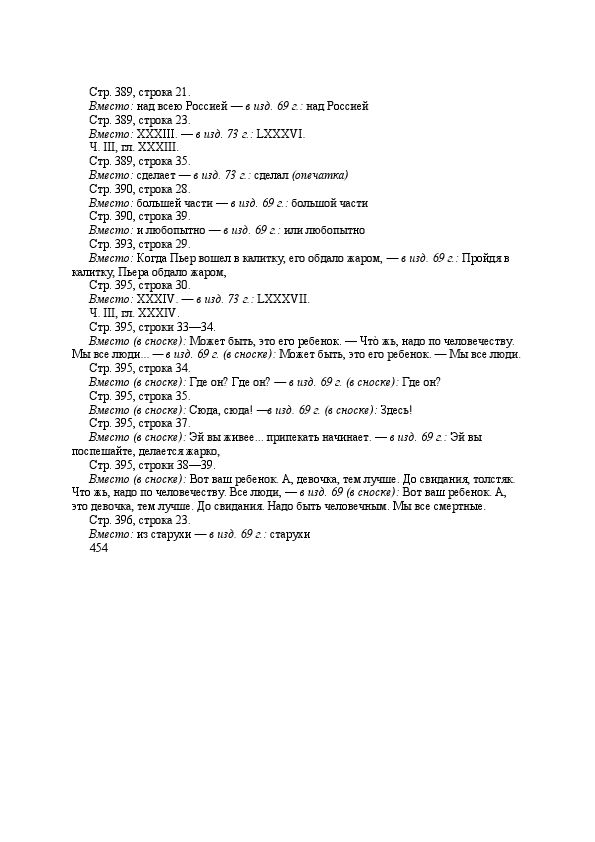 Стр. 389, строка 21.
Вместо: над всею Россией — в изд. 69 г.: над Россией
Стр. 389, строка 23.
Вместо: XXXIII. — в изд. 73 г.: LXXXVI.
Ч. III, гл. XXXIII.
Стр. 389, строка 35.
Вместо: сделает — в изд. 73 г.: сделал (опечатка)
Стр. 390, строка 28.
Вместо: большей части — в изд. 69 г.: большой части
Стр. 390, строка 39.
Вместо: и любопытно — в изд. 69 г.: или любопытно
Стр. 393, строка 29.
Вместо: Когда Пьер вошел в калитку, его обдало жаром, — в изд. 69 г.: Пройдя в
калитку, Пьера обдало жаром,
Стр. 395, строка 30.
Вместо: XXXIV. — в изд. 73 г.: LXXXVII.
Ч. III, гл. XXXIV.
Стр. 395, строки 33—34.
Вместо (в сноске): Может быть, это его ребенок. — Что̀ жь, надо по человечеству.
Мы все люди... — в изд. 69 г. (в сноске): Может быть, это его ребенок. — Мы все люди.
Стр. 395, строка 34.
Вместо (в сноске): Где он? Где он? — в изд. 69 г. (в сноске): Где он?
Стр. 395, строка 35.
Вместо (в сноске): Сюда, сюда! —в изд. 69 г. (в сноске): Здесь!
Стр. 395, строка 37.
Вместо (в сноске): Эй вы живее... припекать начинает. — в изд. 69 г.: Эй вы
поспешайте, делается жарко,
Стр. 395, строки 38—39.
Вместо (в сноске): Вот ваш ребенок. А, девочка, тем лучше. До свидания, толстяк.
Что жь, надо по человечеству. Все люди, — в изд. 69 (в сноске): Вот ваш ребенок. А,
это девочка, тем лучше. До свидания. Надо быть человечным. Мы все смертные.
Стр. 396, строка 23.
Вместо: из старухи — в изд. 69 г.: старухи
454